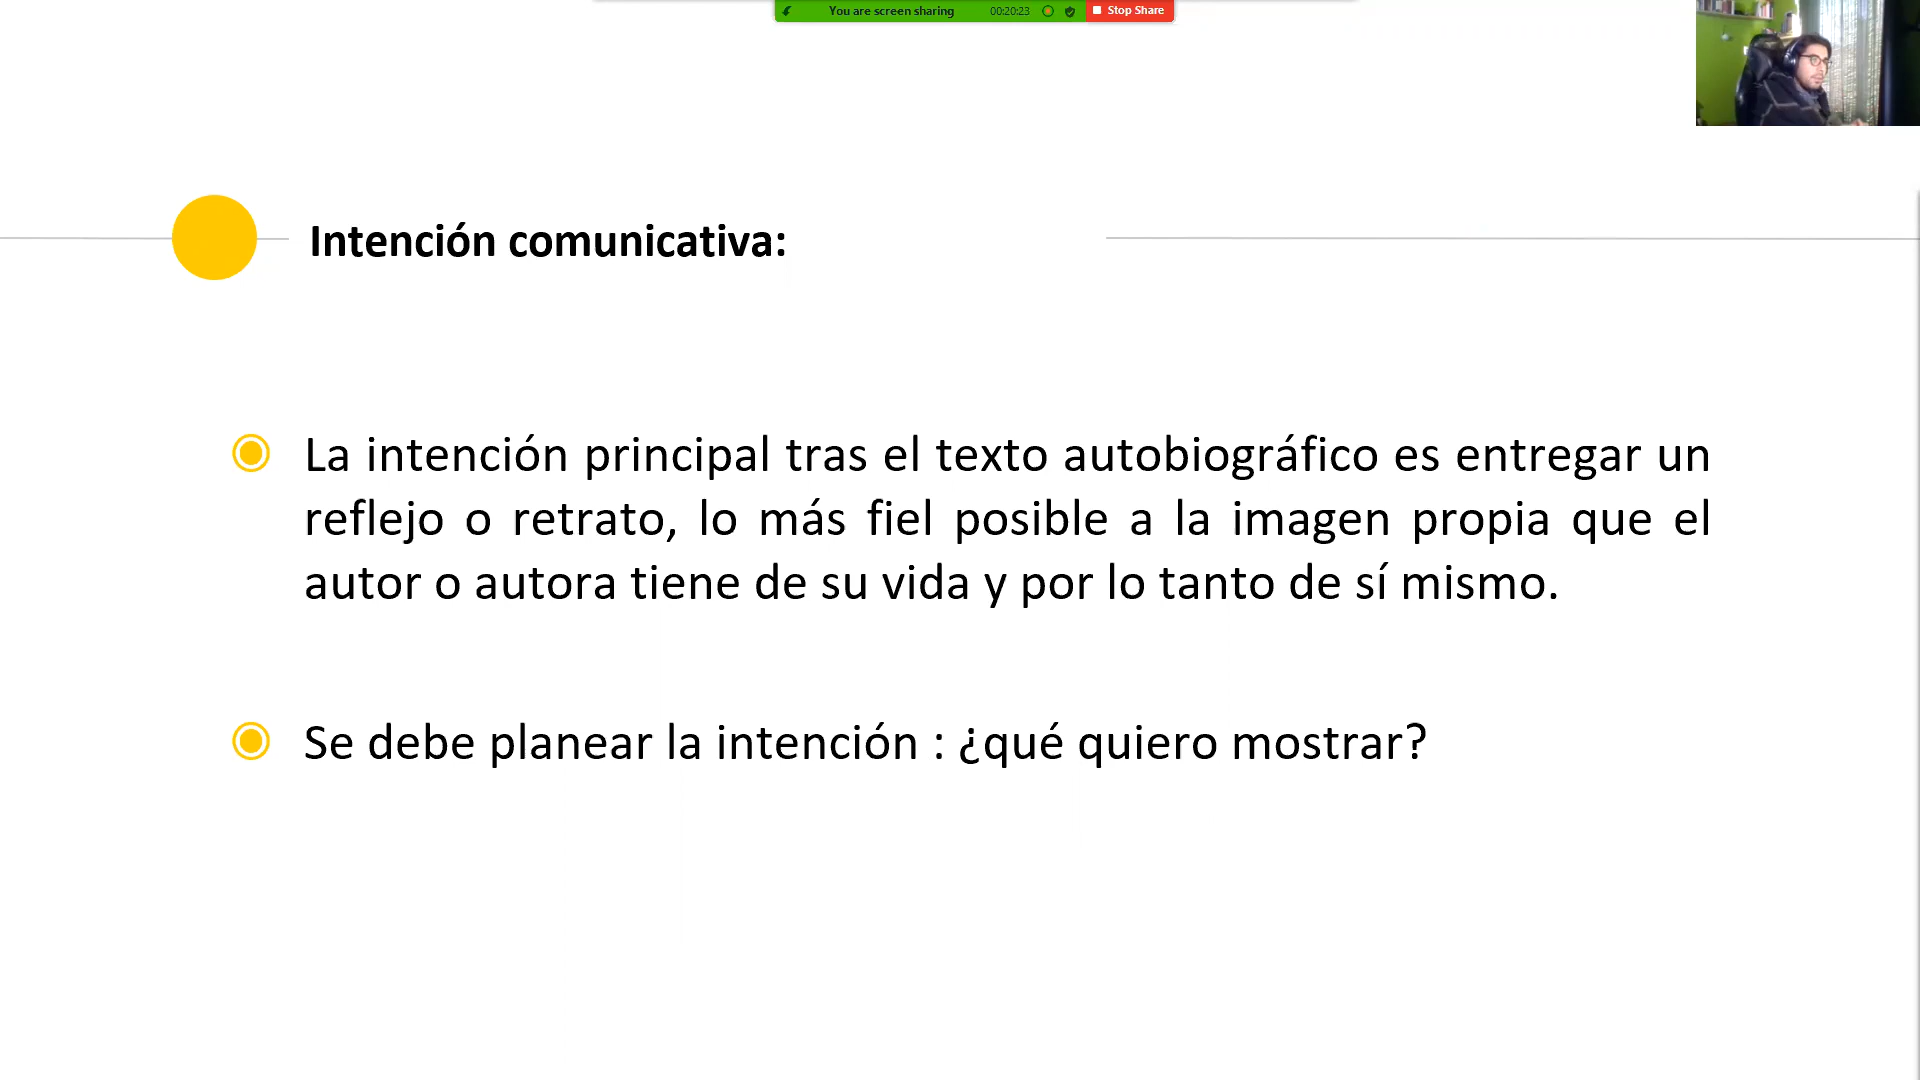 You are screen sharing 00:20:23 Stop Share
Intención comunicativa:
La intención principal tras el texto autobiográfico es entregar un
reflejo o retrato, lo más fiel posible a la imagen propia que el
autor o autora tiene de su vida y por lo tanto de sí mismo.
Se debe planear la intención : ¿qué quiero mostrar?